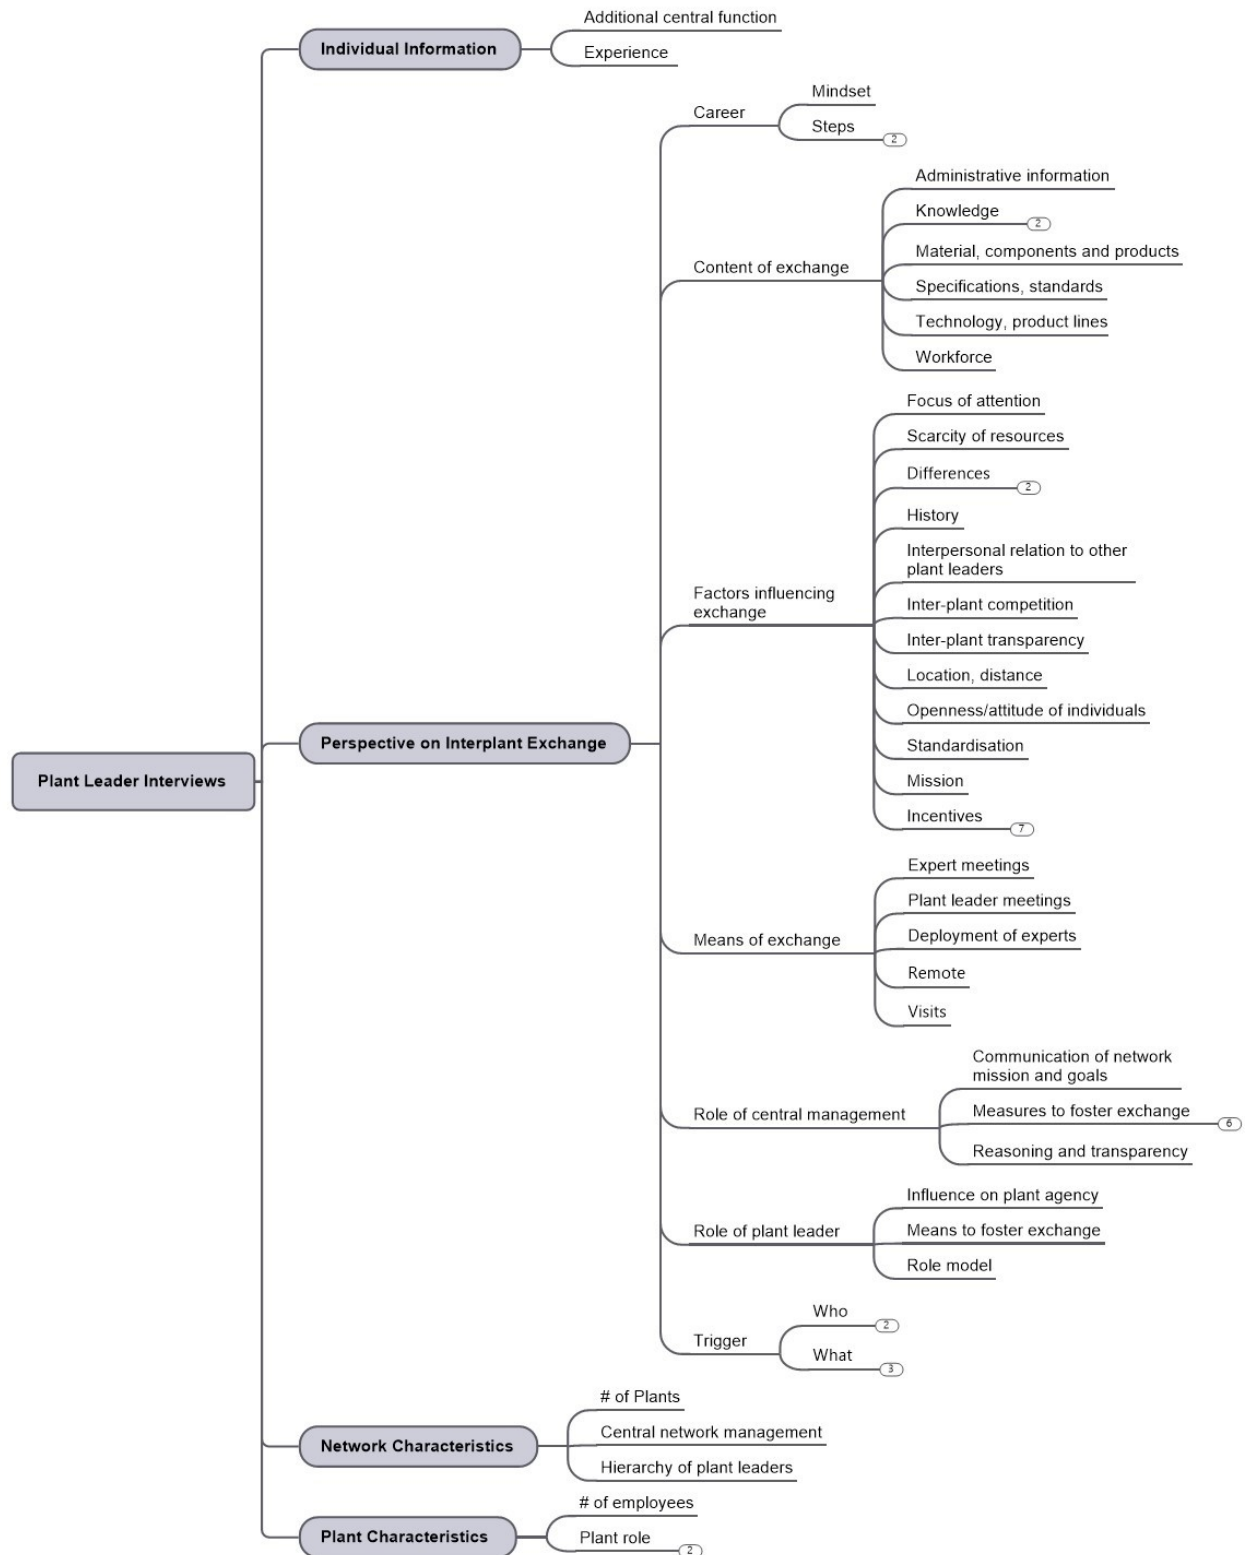 Additional central function
Individual Information
Experience
Mindset
Career
Steps
2
Administrative information
Knowledge
2
Material, components and products
Content of exchange
Specifications, standards
Technology, product lines
Workforce
Focus of attention
Scarcity of resources
Differences
2
History
Interpersonal relation to other
plant leaders
Factors influencing
exchange
Inter-plant competition
Inter-plant transparency
Location, distance
Openness/attitude of individuals
Perspective on Interplant Exchange
Standardisation
Plant Leader Interviews
Mission
Incentives
7
Expert meetings
Plant leader meetings
Means of exchange
Deployment of experts
Remote
Visits
Communication of network
mission and goals
Role of central management
Measures to foster exchange
6
Reasoning and transparency
Influence on plant agency
Role of plant leader
Means to foster exchange
Role model
Who
2
Trigger
What
3
# of Plants
Central network management
Network Characteristics
Hierarchy of plant leaders
# of employees
Plant Characteristics
Plant role
2